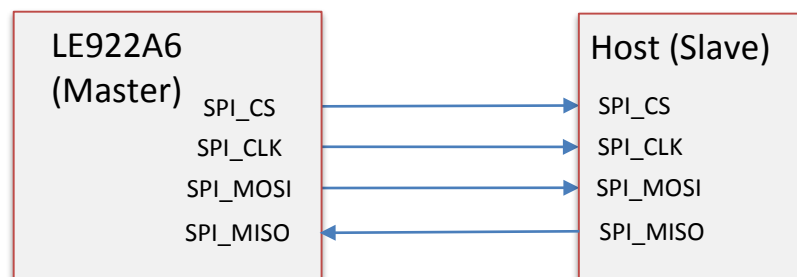 LE922A6
(Master)
SPI_CS
SPI_CLK
SPI_MOSI
SPI_MISO
Host (Slave)
SPI_CS
SPI_CLK
SPI_MOSI
SPI_MISO